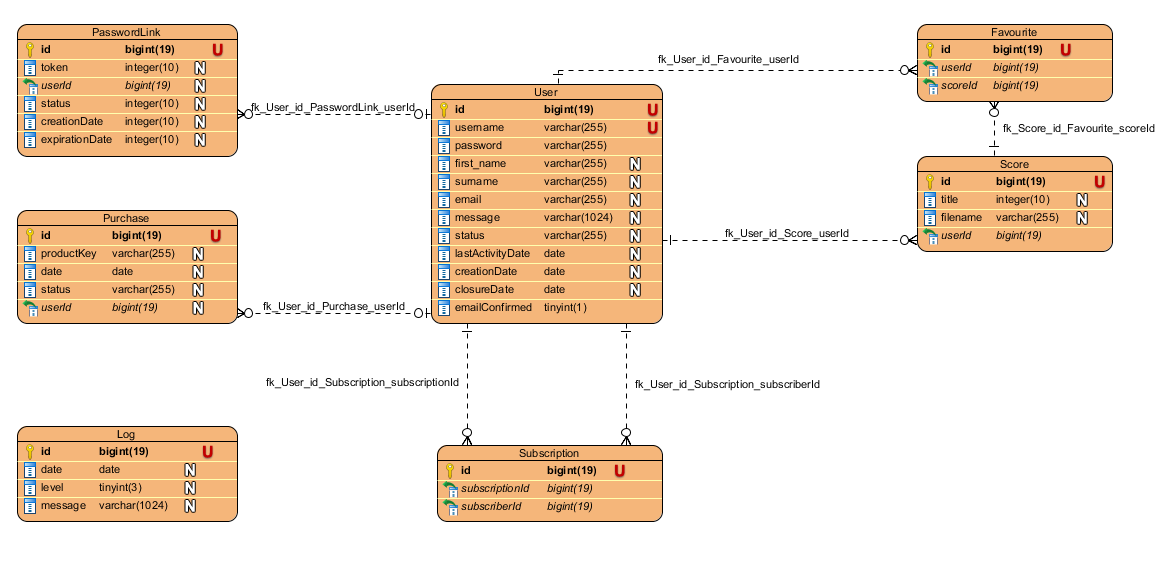 PasswordLink
id bigint(19) U
token integer(10) N
userId bigint(19) N
status integer(10) N
creationDate integer(10) N
expirationDate integer(10) N
fk_User_id_PasswordLink_userId
Purchase
id bigint(19) U
productKey varchar(255) N
date date N
status varchar(255) N
userId bigint(19) N
fk_User_id_Purchase_userId
Log
id bigint(19) U
date date N
level tinyint(3) N
message varchar(1024) N
User
id bigint(19) U
username varchar(255) U
password varchar(255)
first_name varchar(255) N
surname varchar(255) N
email varchar(255) N
message varchar(1024) N
status varchar(255) N
lastActivityDate date N
creationDate date N
closureDate date N
emailConfirmed tinyint(1)
fk_User_id_Subscription_subscriptionId
fk_User_id_Subscription_subscriberId
Subscription
id bigint(19) U
subscriptionId bigint(19)
subscriberId bigint(19)
fk_User_id_Favourite_userId
Favourite
id bigint(19) U
userId bigint(19)
scoreId bigint(19)
fk_Score_id_Favourite_scoreId
Score
id bigint(19) U
title integer(10) N
filename varchar(255) N
userId bigint(19)
fk_User_id_Score_userId